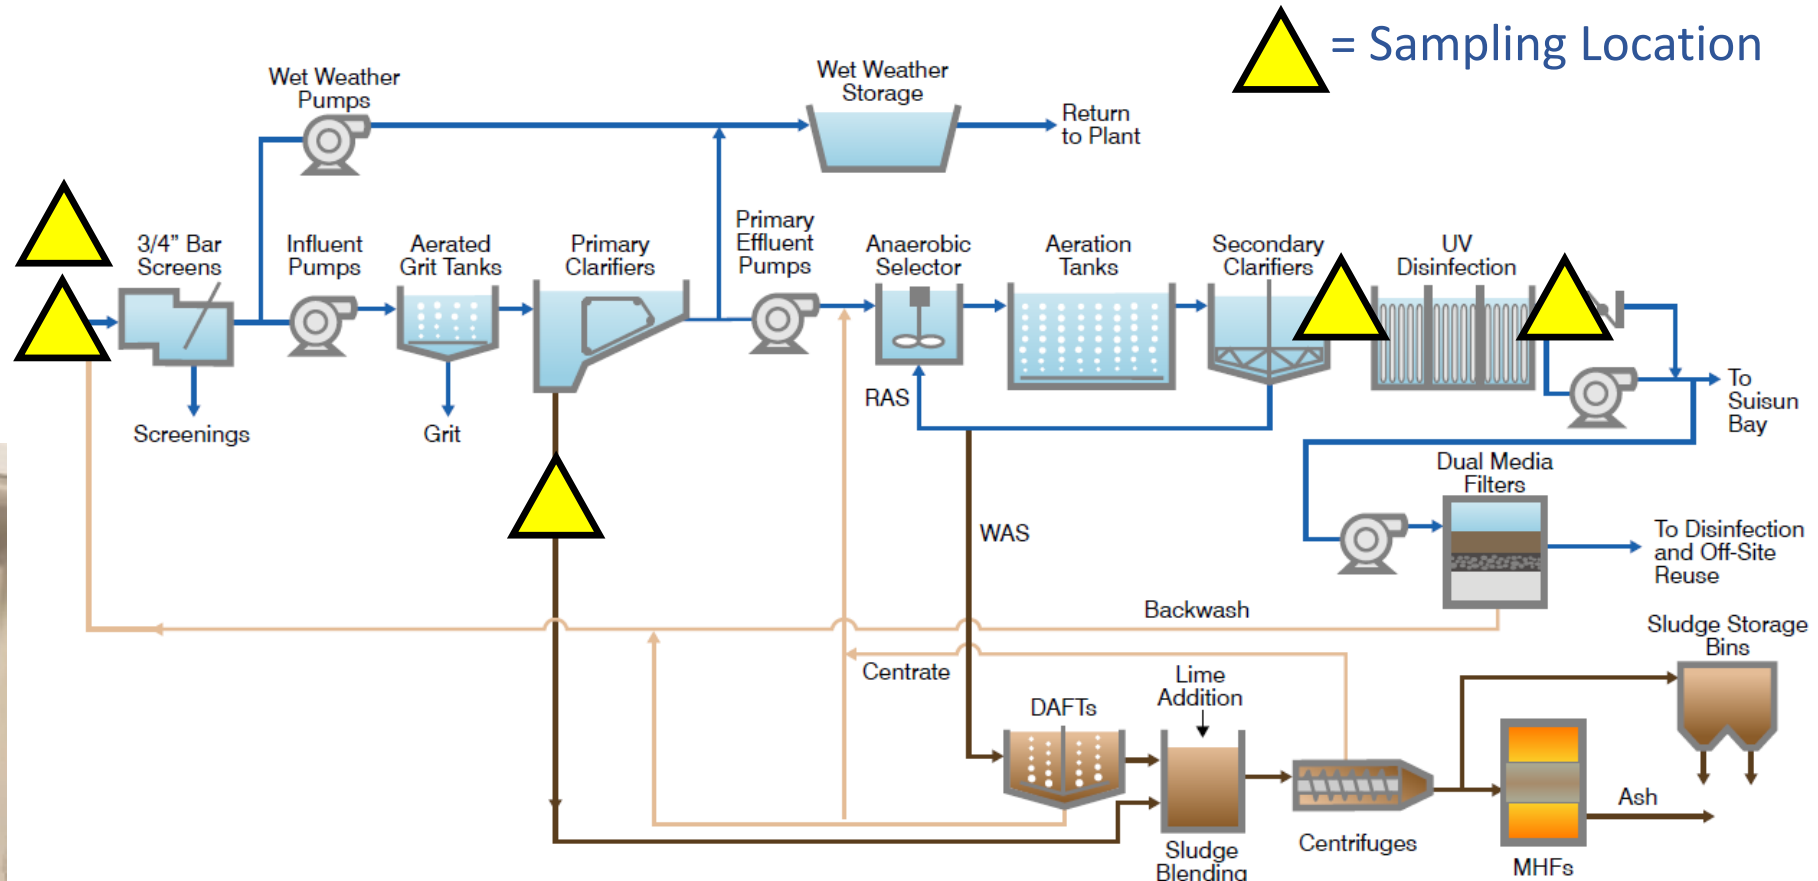 = Sampling Location
Wet Weather
Pumps
Wet Weather
Storage
Return
to Plant
3/4” Bar
Screens
Influent
Pumps
Aerated
Grit Tanks
Primary
Clarifiers
Primary
Effluent
Pumps
Anaerobic
Selector
Aeration
Tanks
Secondary
Clarifiers
UV
Disinfection
Screenings
Grit
RAS
To
Suisun
Bay
Dual Media
Filters
WAS
To Disinfection
and Off-Site
Reuse
Backwash
Sludge Storage
Bins
Centrate
Lime
Addition
DAFTs
Ash
Sludge
Blending
Centrifuges
MHFs